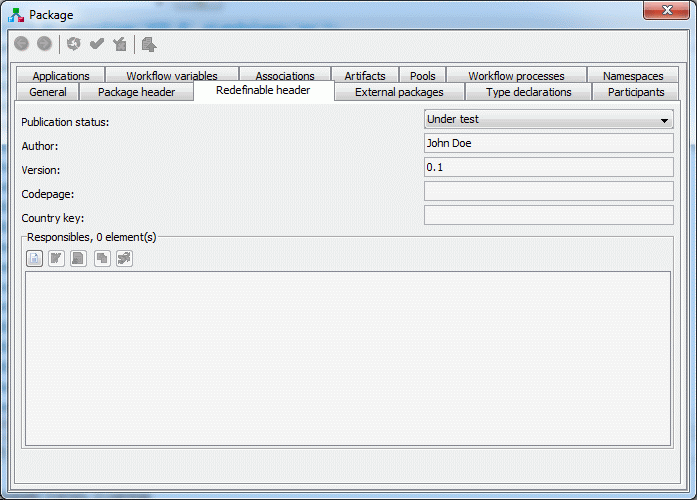 Package
Applications Workflow variables Associations Artifacts Pools Workflow processes Namespaces
General Package header Redefinable header External packages Type declarations Participants
Publication status: Under test
Author: John Doe
Version: 0.1
Codepage:
Country key:
Responsibles, 0 element(s)